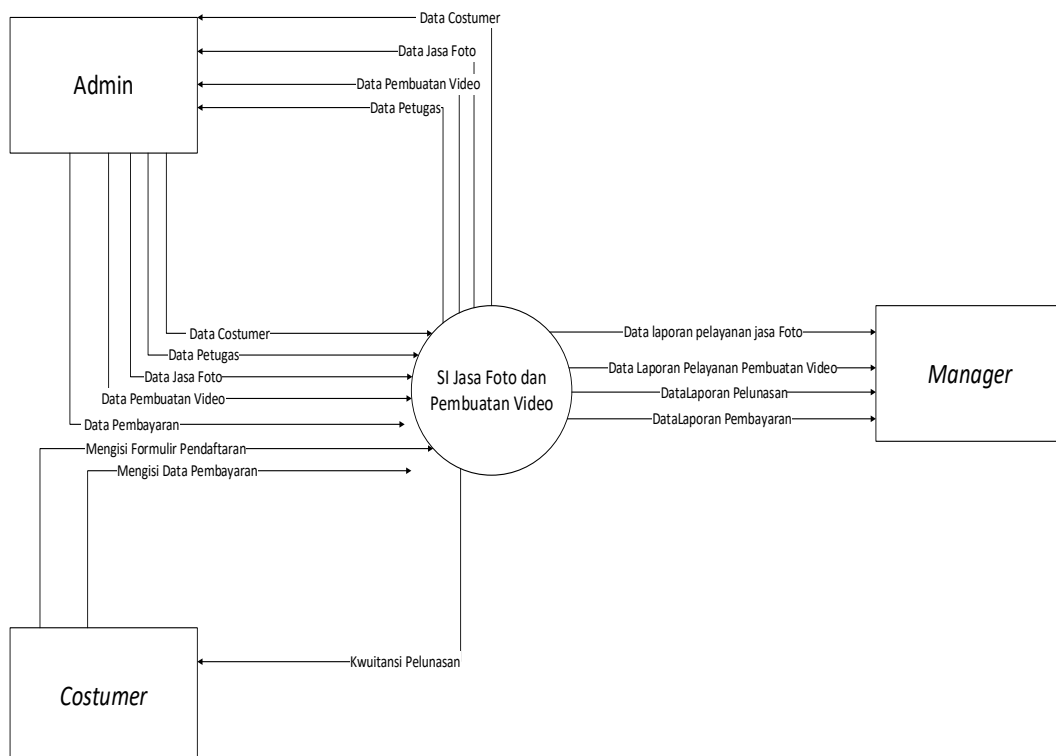 Data Costumer
Data Jasa Foto
Admin
Data Pembuatan Video
Data Petugas
Data Costumer
Data Petugas
Data Jasa Foto
Data Pembuatan Video
Data Pembayaran
Mengisi Formulir Pendaftaran
Mengisi Data Pembayaran
SI Jasa Foto dan
Pembuatan Video
Data laporan pelayanan jasa Foto
Data Laporan Pelayanan Pembuatan Video
DataLaporan Pelunasan
DataLaporan Pembayaran
Manager
Kwuitansi Pelunasan
Costumer